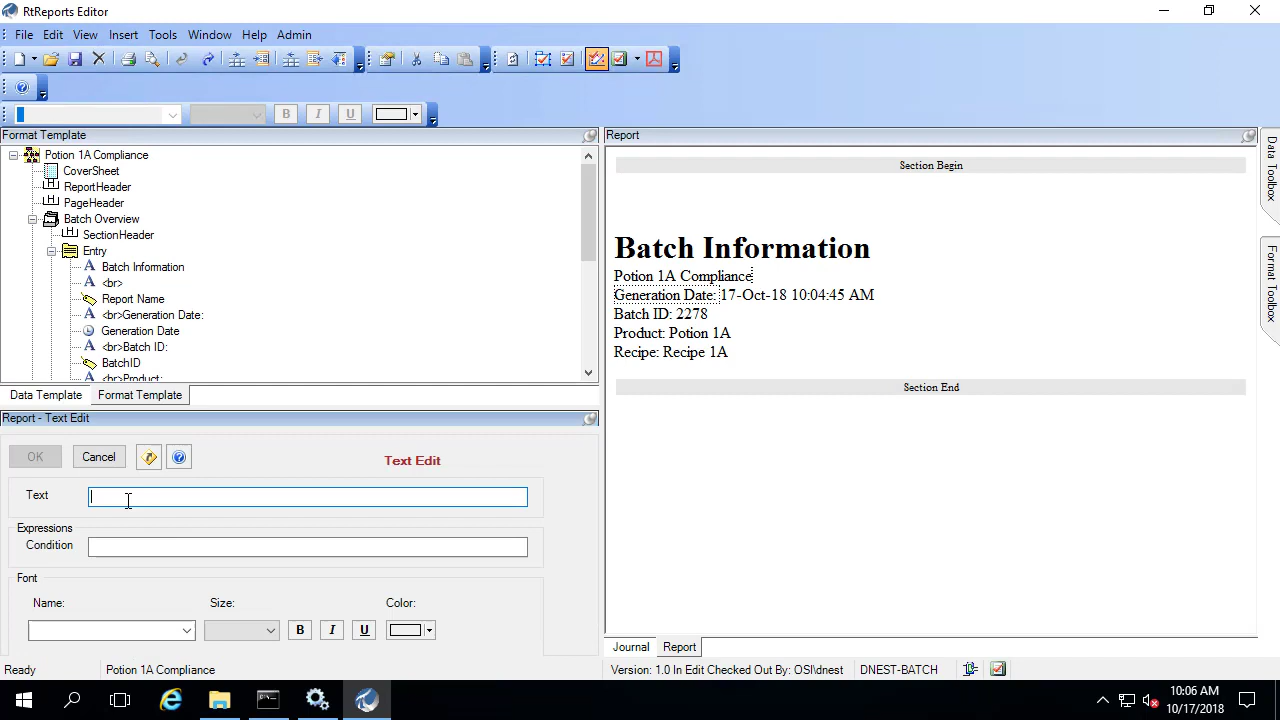 RtReports Editor
File Edit View Insert Tools Window Help Admin
B I U
Format Template
Potion 1A Compliance
CoverSheet
ReportHeader
PageHeader
Batch Overview
SectionHeader
Entry
Batch Information
<br>
Report Name
<br>Generation Date:
Generation Date
<br>Batch ID:
BatchID
<br>Product:
Data Template Format Template
Report - Text Edit
OK Cancel
Text Edit
Text
Expressions
Condition
Font
Name: Size: Color:
B I U
Ready Potion 1A Compliance
Report
Section Begin
Batch Information
Potion 1A Compliance
Generation Date: 17-Oct-18 10:04:45 AM
Batch ID: 2278
Product: Potion 1A
Recipe: Recipe 1A
Section End
Journal Report
Version: 1.0 In Edit Checked Out By: OSI\dnest DNEST-BATCH
Data Toolbox
Format Toolbox
10:06 AM
10/17/2018